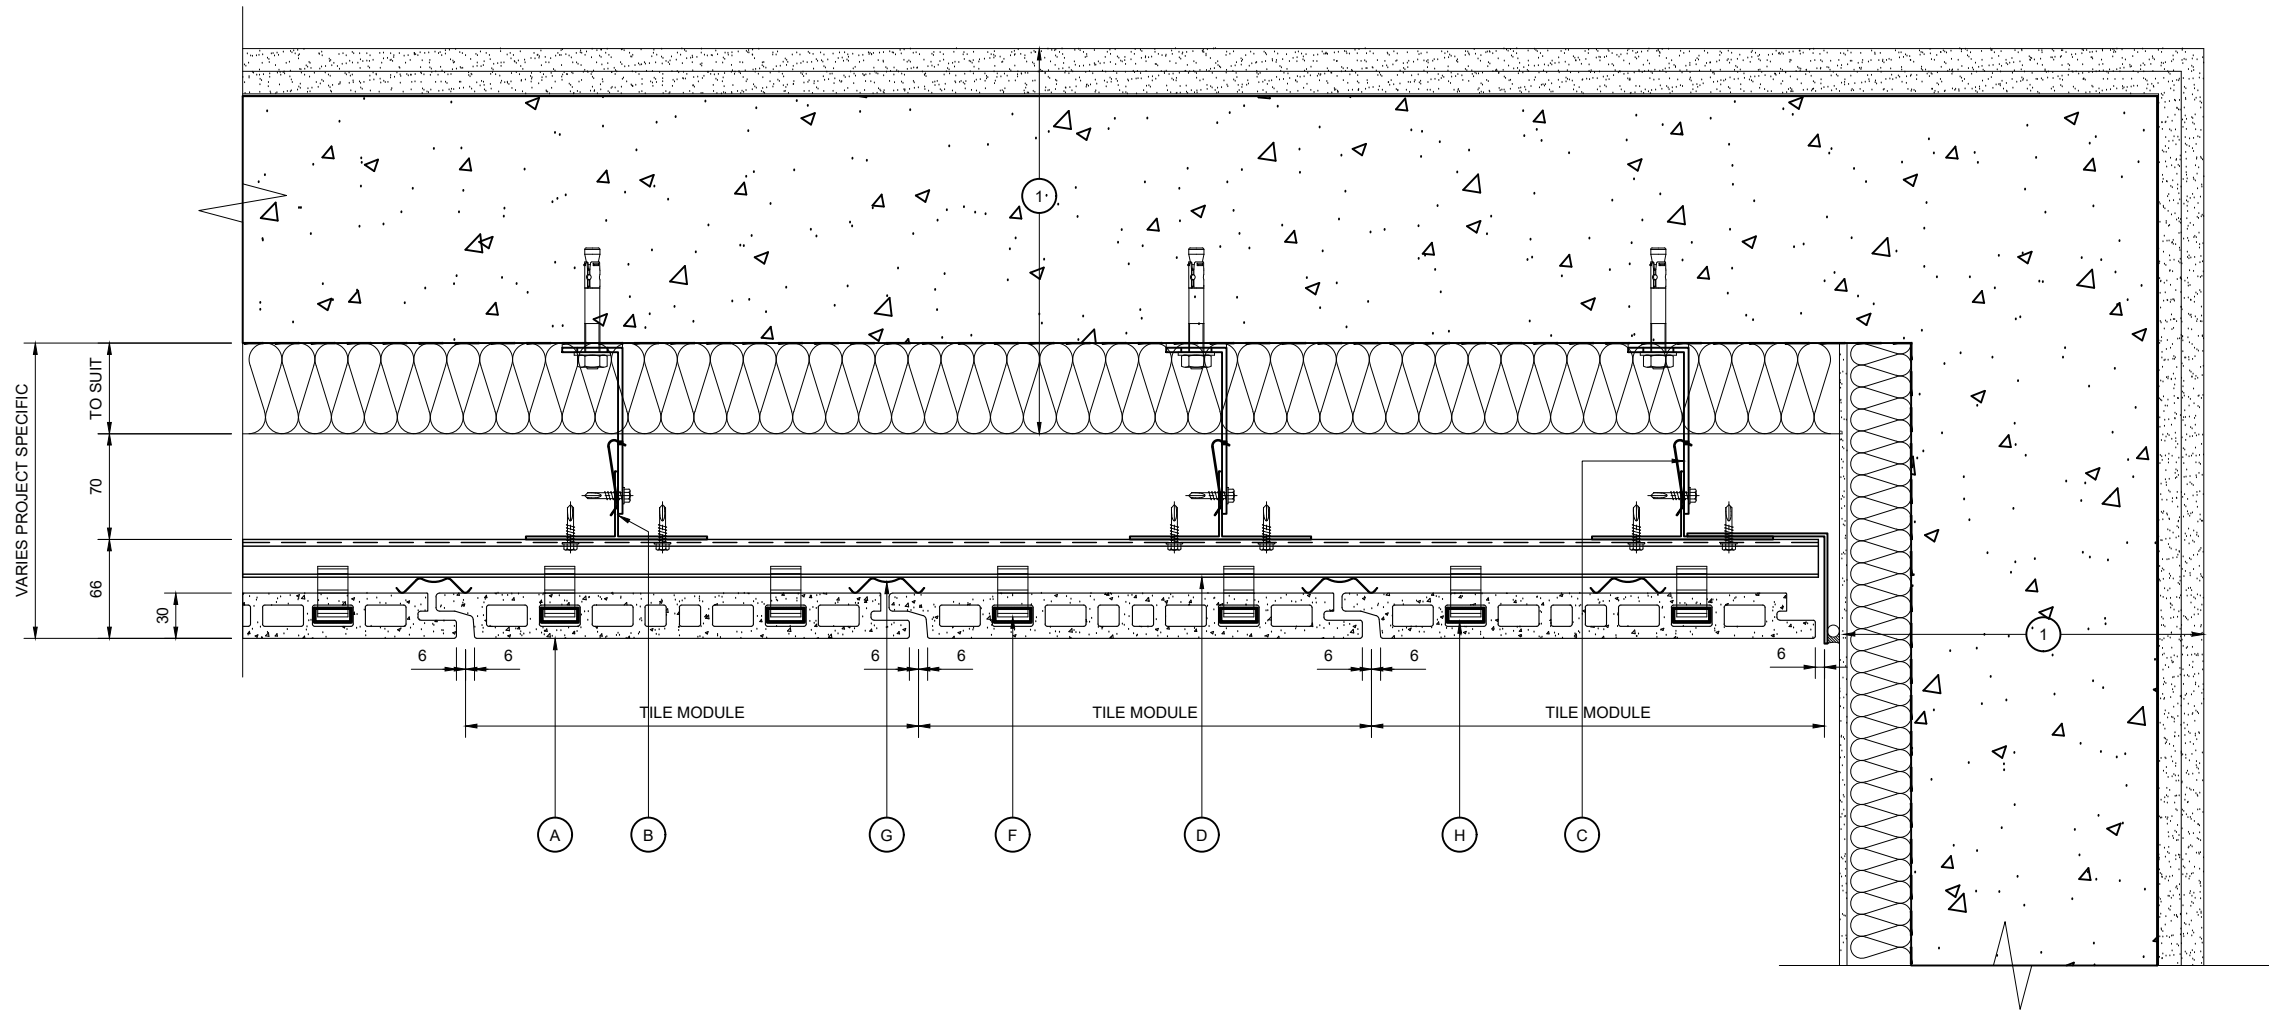 1
VARIES PROJECT SPECIFIC
TO SUIT
70
66
30
1
6 6 6 6 6 6 6
TILE MODULE TILE MODULE TILE MODULE
A B G F D H C